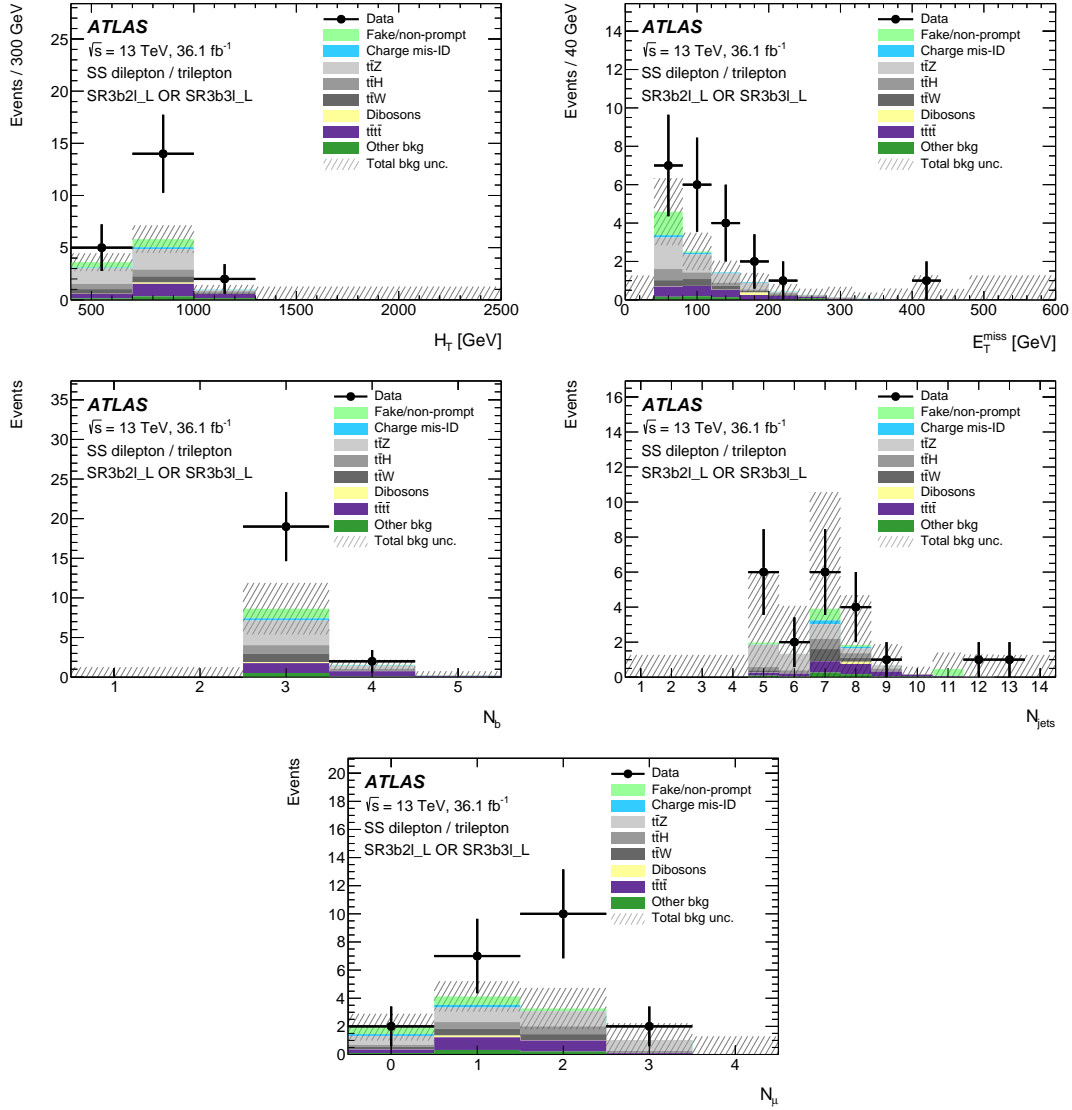 Events / 300 GeV
ATLAS
√s = 13 TeV, 36.1 fb⁻¹
SS dilepton / trilepton
SR3b2l_L OR SR3b3l_L
Data
Fake/non-prompt
Charge mis-ID
tt̄Z
tt̄H
tt̄W
Dibosons
tt̄tt̄
Other bkg
Total bkg unc.
25
20
15
10
5
0
500 1000 1500 2000 2500
H_T [GeV]
Events / 40 GeV
ATLAS
√s = 13 TeV, 36.1 fb⁻¹
SS dilepton / trilepton
SR3b2l_L OR SR3b3l_L
Data
Fake/non-prompt
Charge mis-ID
tt̄Z
tt̄H
tt̄W
Dibosons
tt̄tt̄
Other bkg
Total bkg unc.
14
12
10
8
6
4
2
0
0 100 200 300 400 500 600
E_T^miss [GeV]
Events
ATLAS
√s = 13 TeV, 36.1 fb⁻¹
SS dilepton / trilepton
SR3b2l_L OR SR3b3l_L
Data
Fake/non-prompt
Charge mis-ID
tt̄Z
tt̄H
tt̄W
Dibosons
tt̄tt̄
Other bkg
Total bkg unc.
35
30
25
20
15
10
5
0
1 2 3 4 5
N_b
Events
ATLAS
√s = 13 TeV, 36.1 fb⁻¹
SS dilepton / trilepton
SR3b2l_L OR SR3b3l_L
Data
Fake/non-prompt
Charge mis-ID
tt̄Z
tt̄H
tt̄W
Dibosons
tt̄tt̄
Other bkg
Total bkg unc.
16
14
12
10
8
6
4
2
0
1 2 3 4 5 6 7 8 9 10 11 12 13 14
N_jets
Events
ATLAS
√s = 13 TeV, 36.1 fb⁻¹
SS dilepton / trilepton
SR3b2l_L OR SR3b3l_L
Data
Fake/non-prompt
Charge mis-ID
tt̄Z
tt̄H
tt̄W
Dibosons
tt̄tt̄
Other bkg
Total bkg unc.
20
18
16
14
12
10
8
6
4
2
0
0 1 2 3 4
N_μ